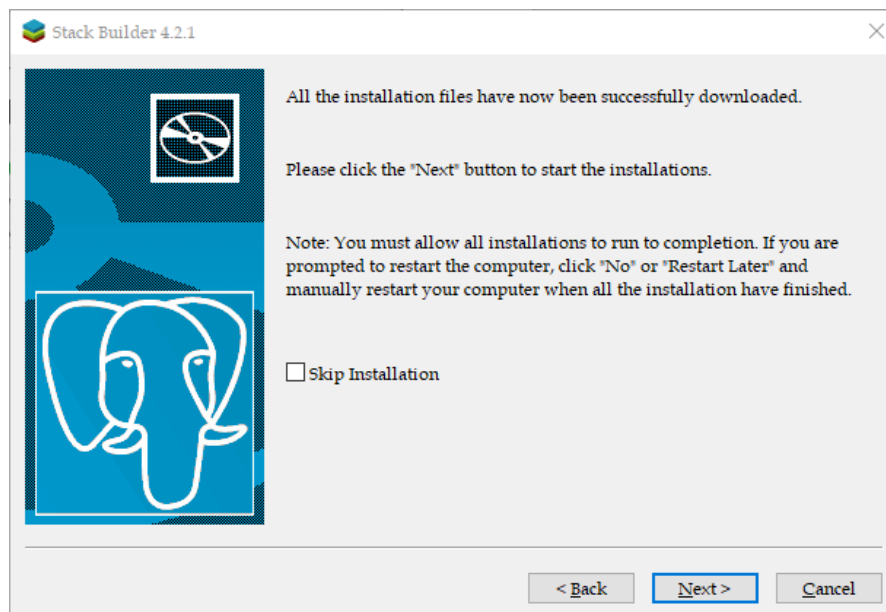 Stack Builder 4.2.1
All the installation files have now been successfully downloaded.
Please click the "Next" button to start the installations.
Note: You must allow all installations to run to completion. If you are
prompted to restart the computer, click "No" or "Restart Later" and
manually restart your computer when all the installation have finished.
Skip Installation
< Back
Next >
Cancel